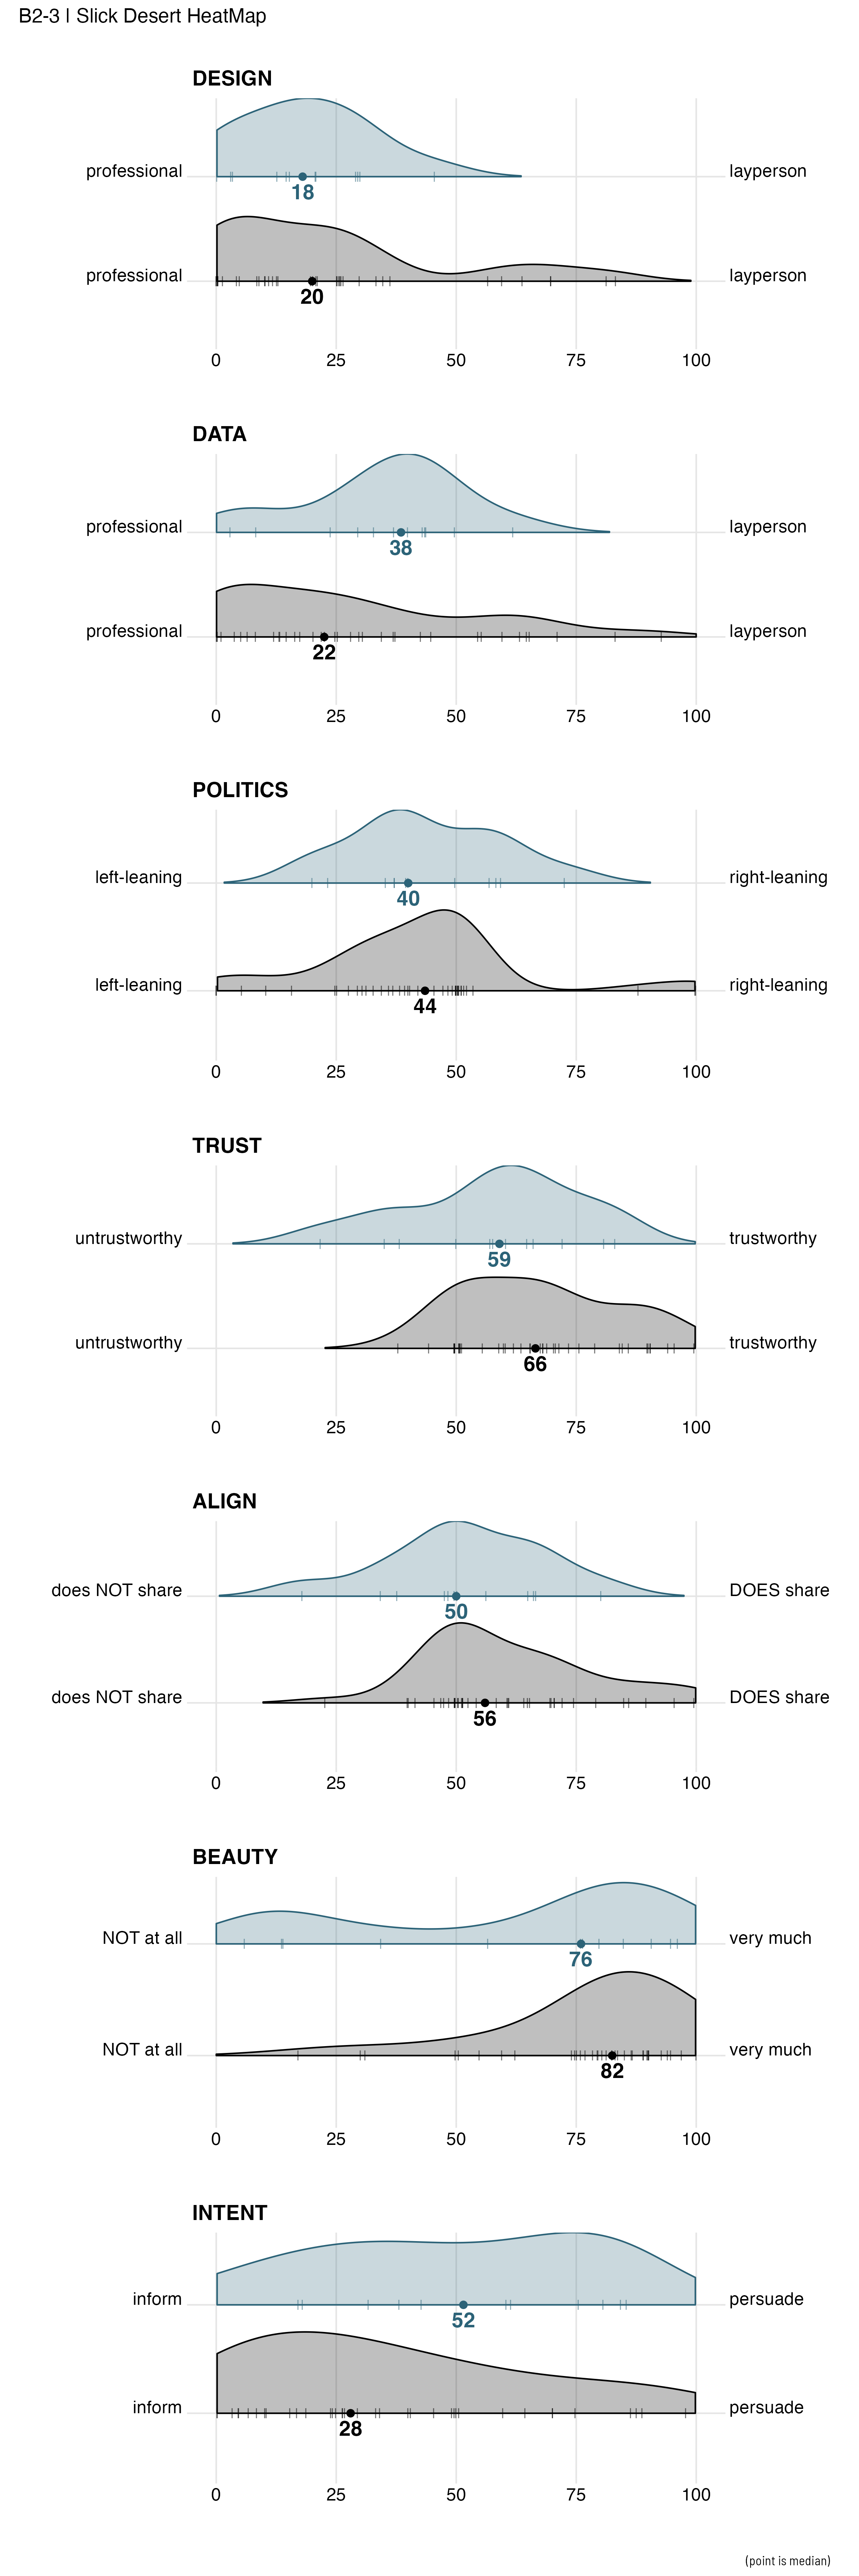 B2-3 | Slick Desert HeatMap
DESIGN
professional layperson
18
professional layperson
20
0 25 50 75 100
DATA
professional layperson
38
professional layperson
22
0 25 50 75 100
POLITICS
left-leaning right-leaning
40
left-leaning right-leaning
44
0 25 50 75 100
TRUST
untrustworthy trustworthy
59
untrustworthy trustworthy
66
0 25 50 75 100
ALIGN
does NOT share DOES share
50
does NOT share DOES share
56
0 25 50 75 100
BEAUTY
NOT at all very much
76
NOT at all very much
82
0 25 50 75 100
INTENT
inform persuade
52
inform persuade
28
0 25 50 75 100
(point is median)